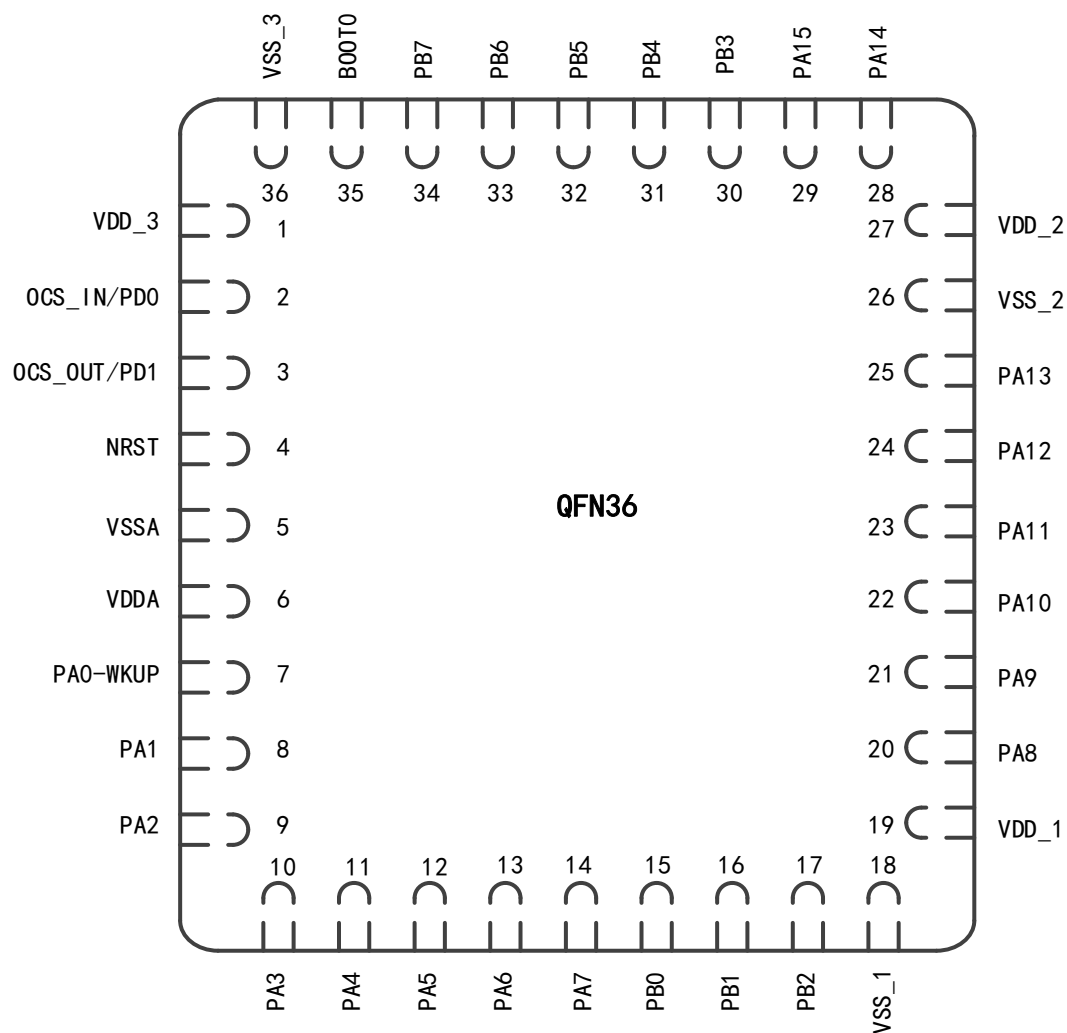 VSS_3
BOOT0
PB7
PB6
PB5
PB4
PB3
PA15
PA14
36 35 34 33 32 31 30 29 28
VDD_3 1 27 VDD_2
OCS_IN/PD0 2 26 VSS_2
OCS_OUT/PD1 3 25 PA13
NRST 4 24 PA12
QFN36
VSSA 5 23 PA11
VDDA 6 22 PA10
PA0-WKUP 7 21 PA9
PA1 8 20 PA8
PA2 9 19 VDD_1
10 11 12 13 14 15 16 17 18
PA3
PA4
PA5
PA6
PA7
PB0
PB1
PB2
VSS_1